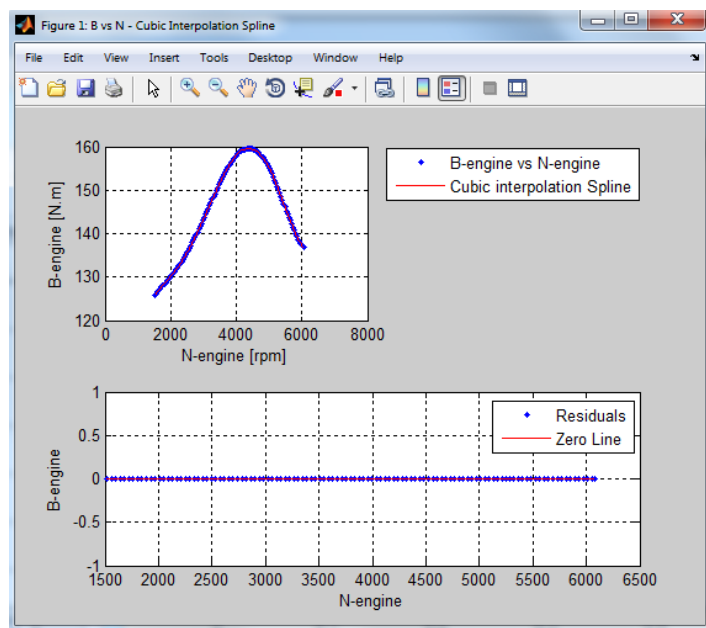 Figure 1: B vs N - Cubic Interpolation Spline
File Edit View Insert Tools Desktop Window Help
160
150
140
130
120
B-engine [N.m]
0 2000 4000 6000 8000
N-engine [rpm]
B-engine vs N-engine
Cubic interpolation Spline
1
0.5
0
-0.5
-1
B-engine
Residuals
Zero Line
1500 2000 2500 3000 3500 4000 4500 5000 5500 6000 6500
N-engine